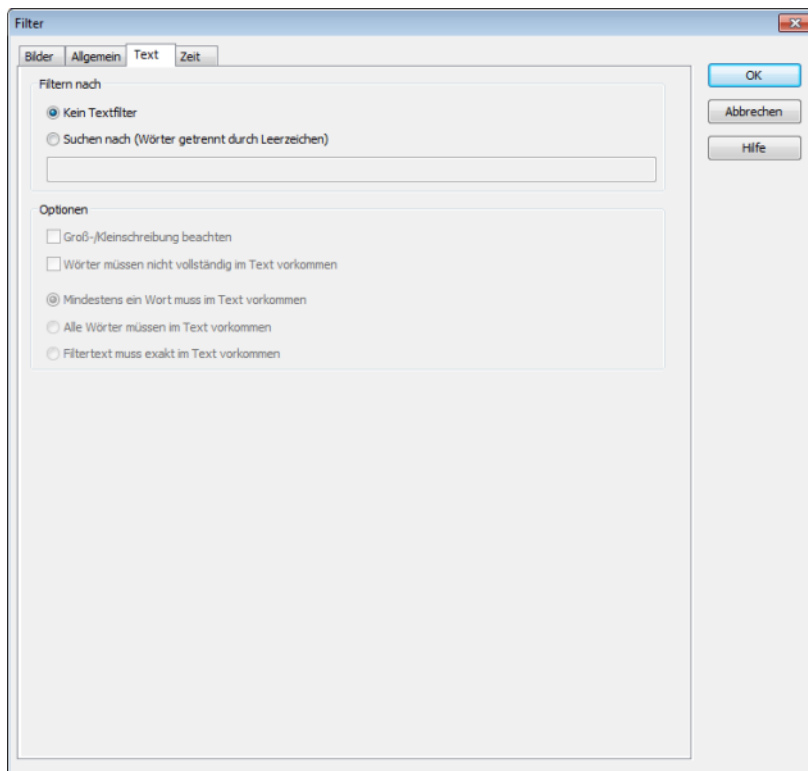 Filter
Bilder Allgemein Text Zeit
OK
Filtern nach
Abbrechen
Kein Textfilter
Suchen nach (Wörter getrennt durch Leerzeichen)
Hilfe
Optionen
Groß-/Kleinschreibung beachten
Wörter müssen nicht vollständig im Text vorkommen
Mindestens ein Wort muss im Text vorkommen
Alle Wörter müssen im Text vorkommen
Filtertext muss exakt im Text vorkommen